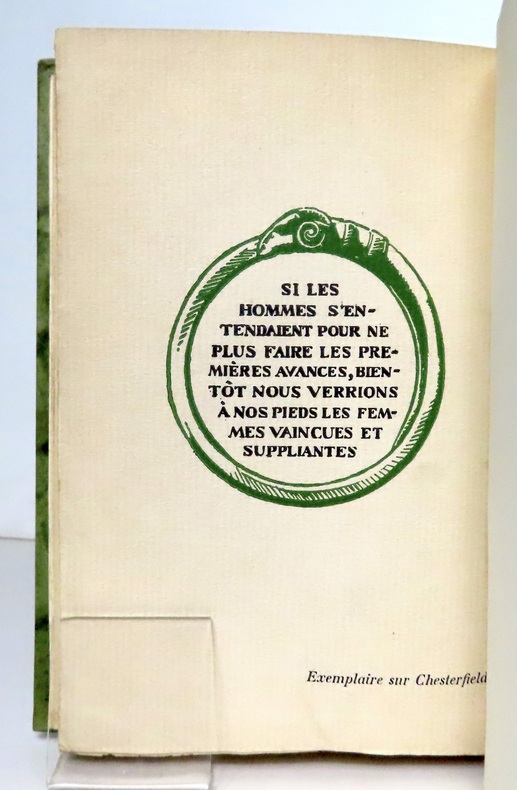 SI LES
HOMMES S'EN-
TENDAIENT POUR NE
PLUS FAIRE LES PRE-
MIÈRES AVANCES, BIEN-
TÔT NOUS VERRIONS
À NOS PIEDS LES FEM-
MES VAINCUES ET
SUPPLIANTES
Exemplaire sur Chesterfield